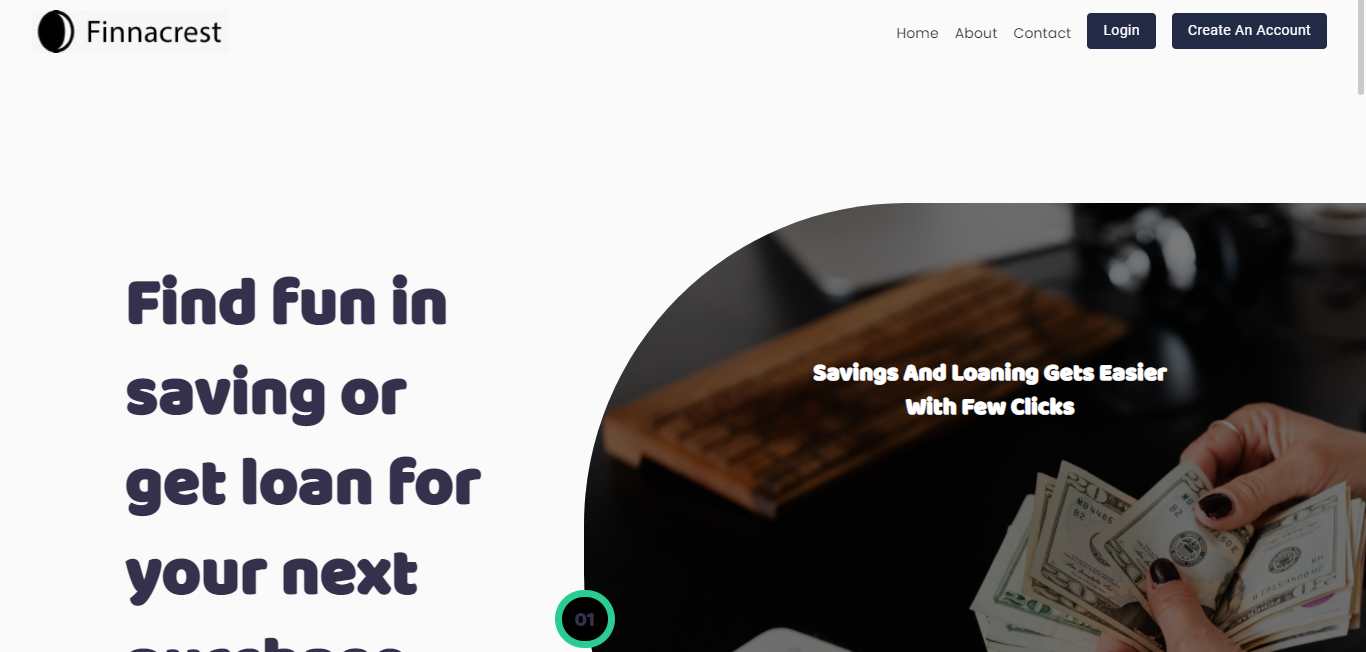 Finnacrest
Home
About
Contact
Login
Create An Account
Find fun in
saving or
get loan for
your next
purchase
Savings And Loaning Gets Easier
With Few Clicks
01